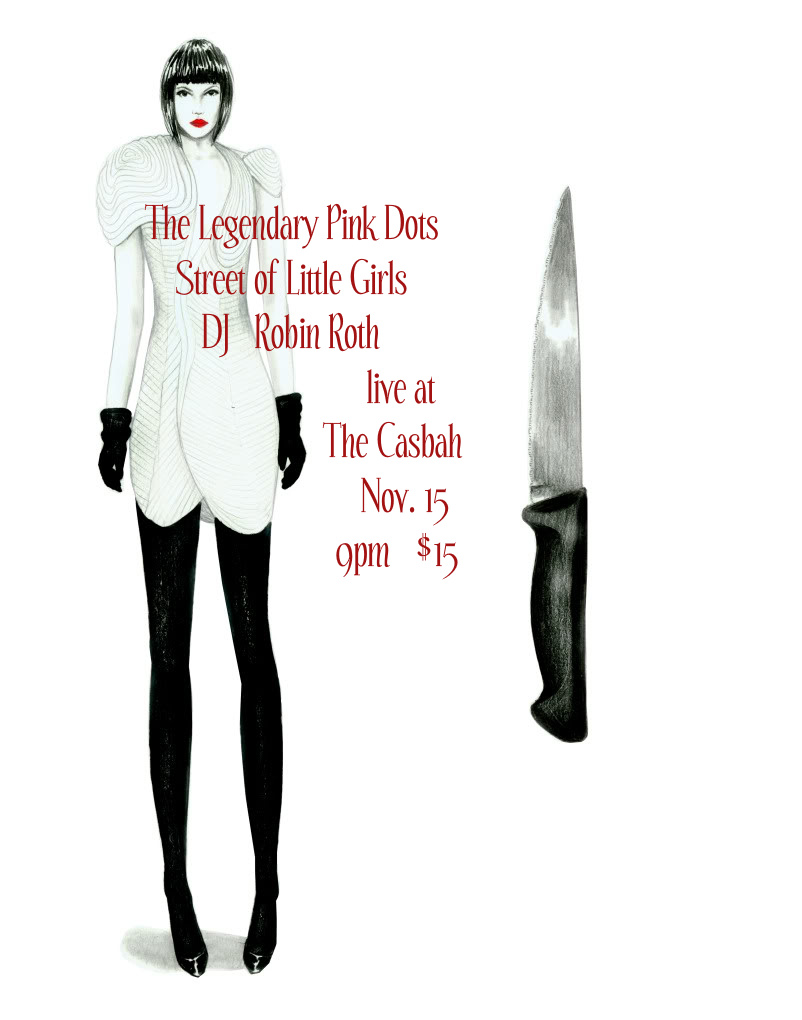 The Legendary Pink Dots
Street of Little Girls
DJ Robin Roth
live at
The Casbah
Nov. 15
9pm $15